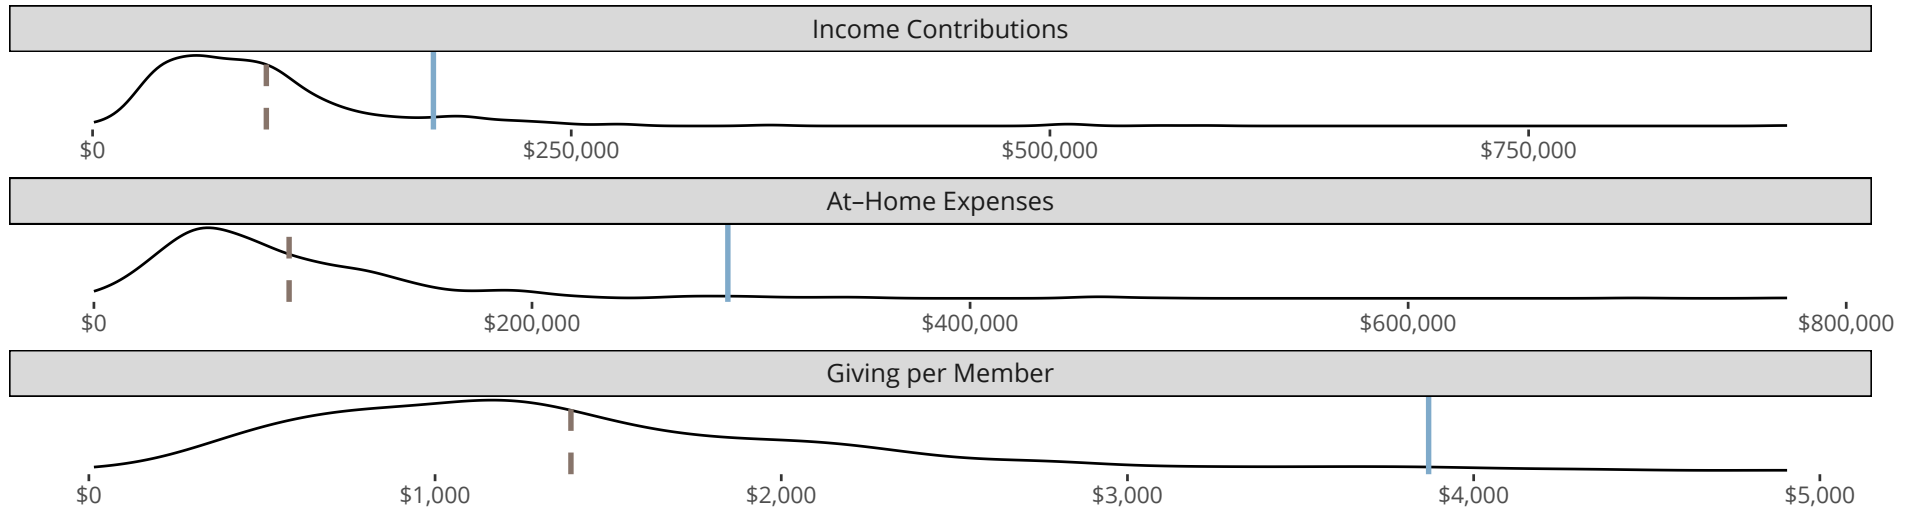 Income Contributions
$0 $250,000 $500,000 $750,000
At–Home Expenses
$0 $200,000 $400,000 $600,000 $800,000
Giving per Member
$0 $1,000 $2,000 $3,000 $4,000 $5,000